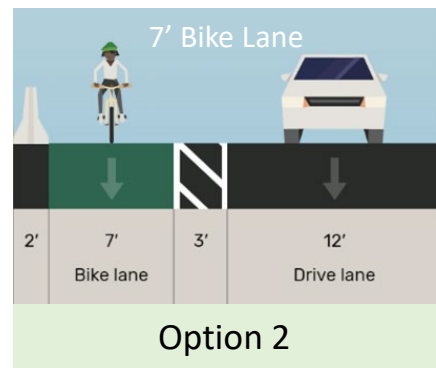 7’ Bike Lane
2’ 7’ 3’ 12’
Bike lane Drive lane
Option 2